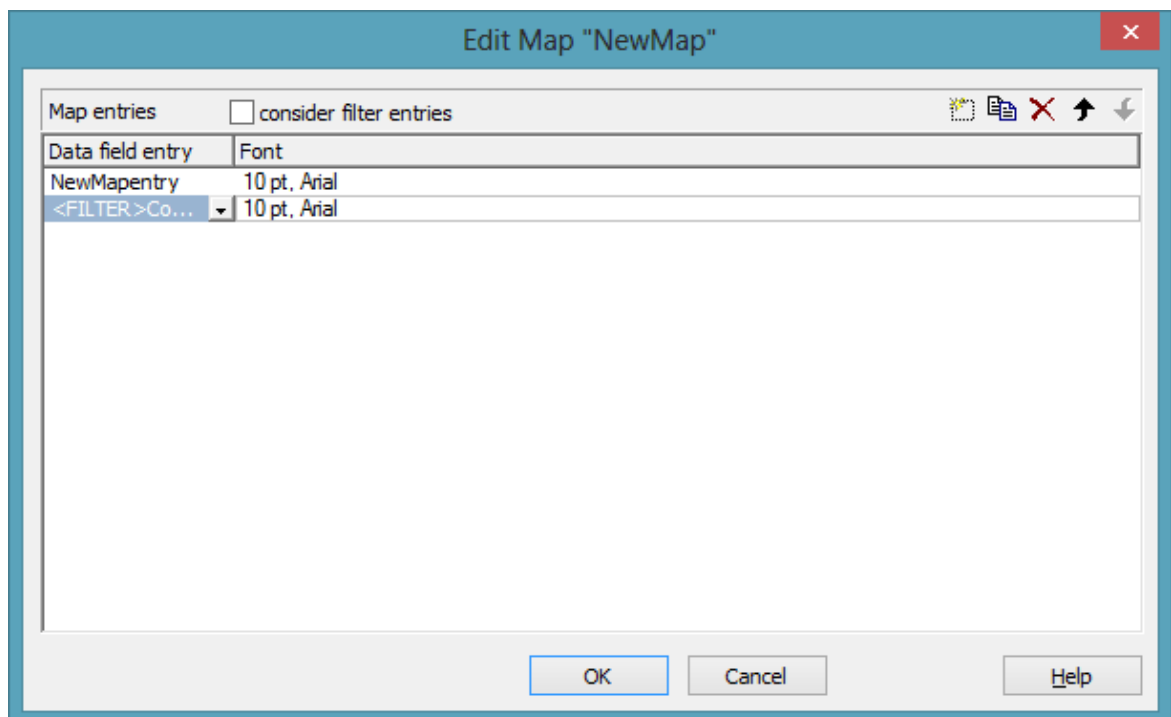 Edit Map "NewMap"
Map entries consider filter entries
Data field entry Font
NewMapentry 10 pt, Arial
<FILTER>Co... 10 pt, Arial
OK Cancel Help